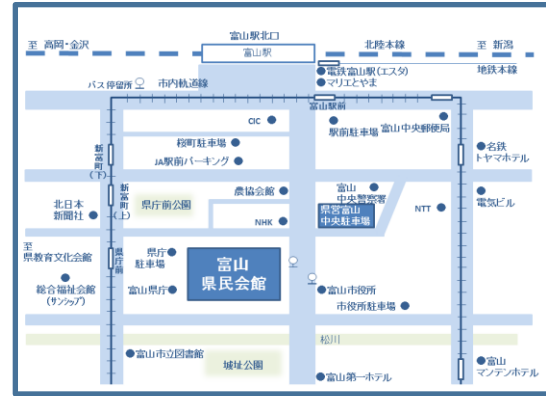 富山駅北口
至 高岡・金沢
富山駅
北陸本線
至 新潟
地鉄本線
電鉄富山駅(エスタ)
マリエとやま
バス停留所
市内軌道線
富山駅前
CIC
駅前駐車場
富山中央郵便局
桜町駐車場
JA駅前パーキング
名鉄
トヤマホテル
新富町(下)
新富町(上)
北日本
新聞社
県庁前公園
農協会館
富山
中央警察署
県営富山
中央駐車場
NHK
NTT
電気ビル
至
県教育文化会館
県庁前
県庁
駐車場
富山
県民会館
総合福祉会館
(サンシップ)
富山県庁
富山市役所
市役所駐車場
松川
富山市立図書館
城址公園
富山第一ホテル
富山
マンテンホテル